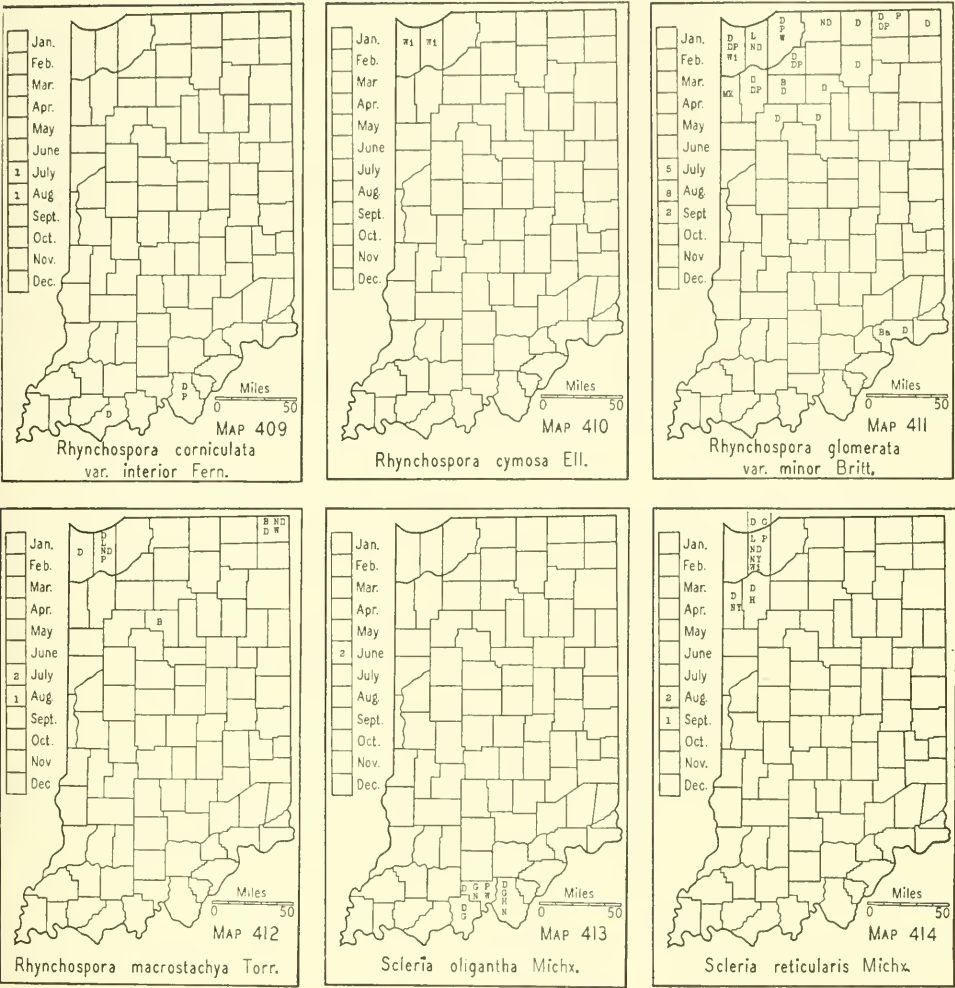 Jan.
Feb.
Mar.
Apr.
May
June
1 July
1 Aug
Sept.
Oct.
Nov.
Dec.
D
P
D
Miles
0 50
MAP 409
Rhynchospora corniculata
var. interior Fern.
Jan.
Feb.
Mar.
Apr.
May
June
July
Aug.
Sept.
Oct.
Nov.
Dec.
Wi Wi
Miles
0 50
MAP 410
Rhynchospora cymosa Ell.
Jan.
Feb.
Mar.
Apr.
May
June
5 July
8 Aug.
2 Sept
Oct.
Nov.
Dec.
D
DP
Wi
L
ND
D
P
W
ND
D
D P
DP
D
D
DP
D
MK
D
DP
B
D
D
D
D
Ba D
Miles
0 50
MAP 411
Rhynchospora glomerata
var. minor Britt.
Jan.
Feb.
Mar.
Apr.
May
June
2 July
1 Aug.
Sept.
Oct.
Nov
Dec
D
D
L
ND
P
B ND
D W
B
Miles
0 50
MAP 412
Rhynchospora macrostachya Torr.
Jan.
Feb.
Mar.
Apr.
May
2 June
July
Aug.
Sept.
Oct.
Nov.
Dec.
D
G
N
P
W
D
G
H
N
D
G
Miles
0 50
MAP 413
Scleria oligantha Michx.
Jan.
Feb.
Mar.
Apr.
May
June
July
2 Aug.
1 Sept.
Oct.
Nov.
Dec.
D G
L P
ND
NY
Wi
D
NY
D
H
Miles
0 50
MAP 414
Scleria reticularis Michx.